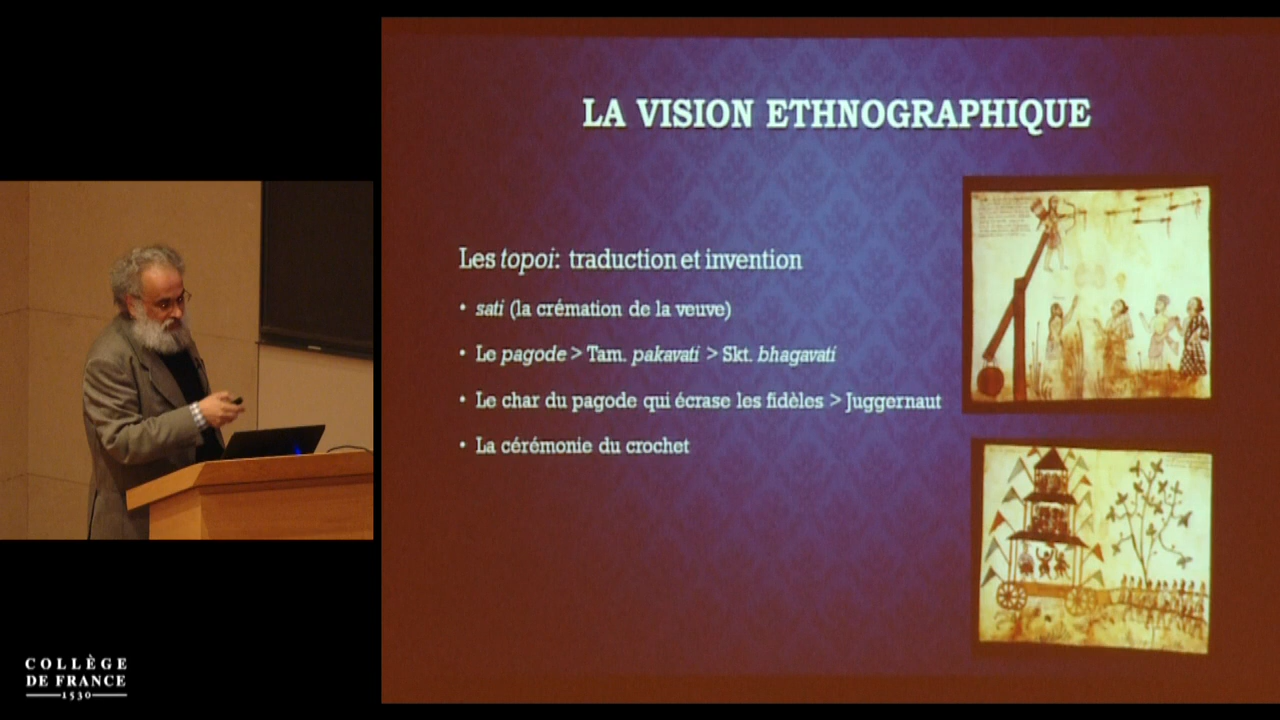 LA VISION ETHNOGRAPHIQUE
Les topoi: traduction et invention
• sati (la crémation de la veuve)
• Le pagode > Tam. pakavati > Skt. bhagavati
• Le char du pagode qui écrase les fidèles > Juggernaut
• La cérémonie du crochet
COLLÈGE
DE FRANCE
1530